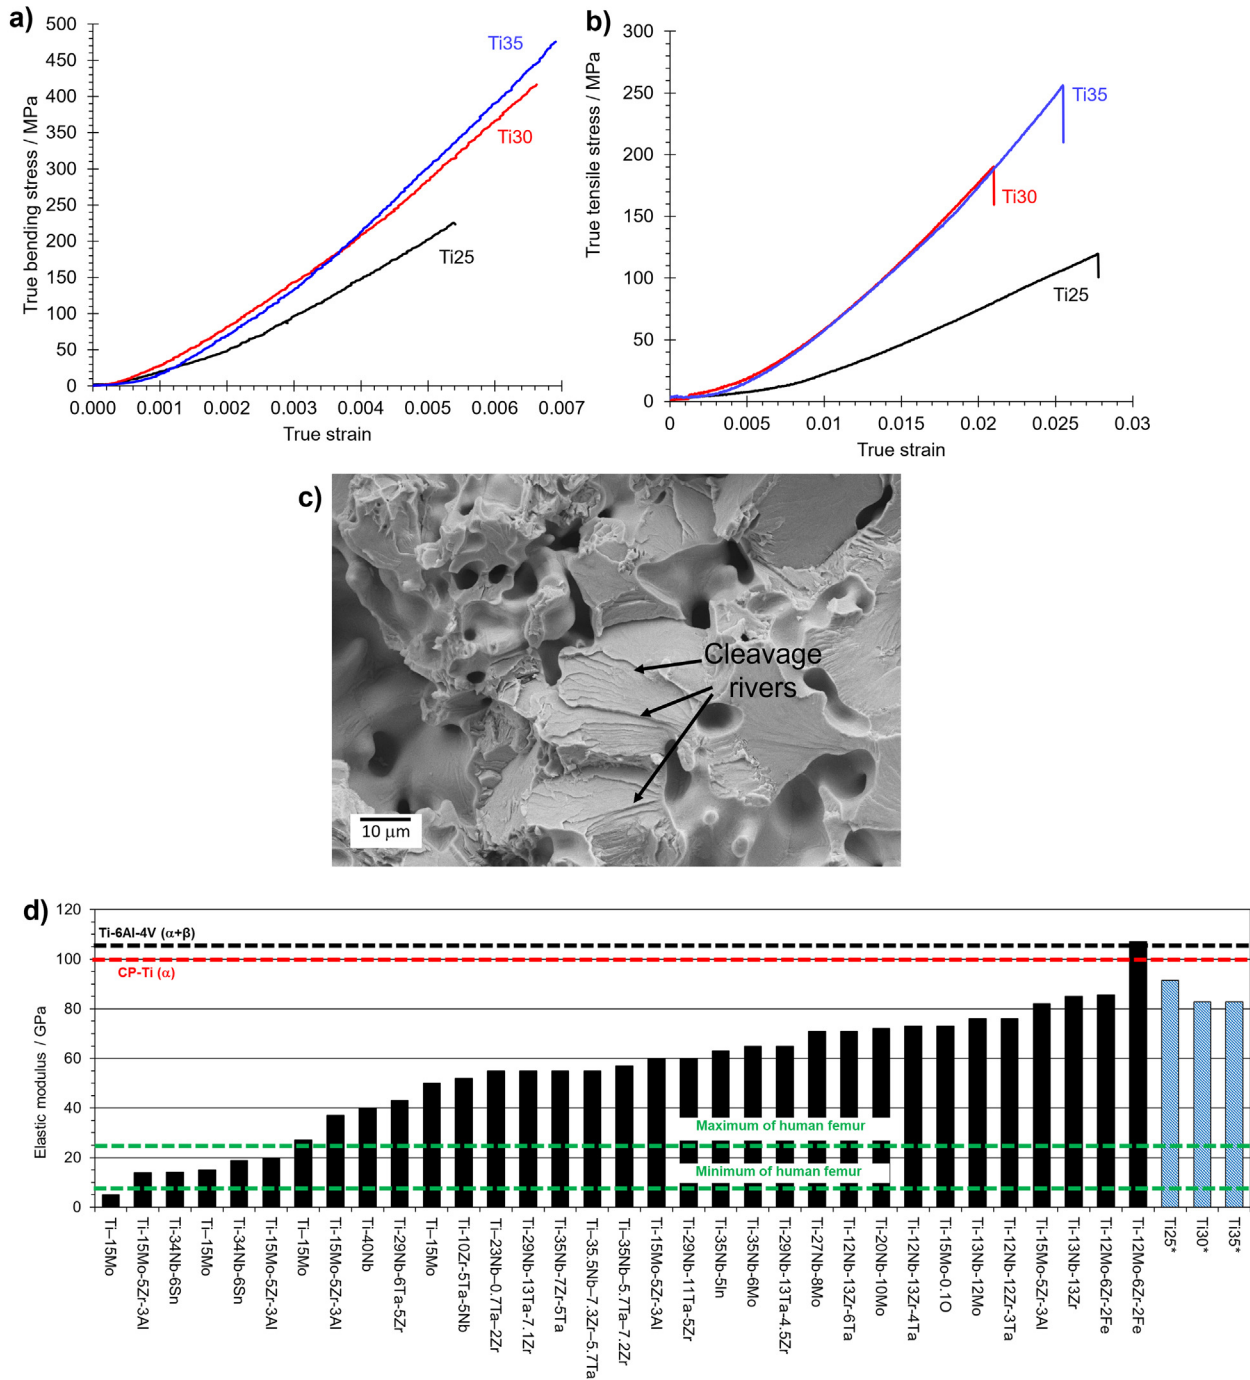 a)
500
450
400
350
300
250
200
150
100
50
0
True bending stress / MPa
Ti35
Ti30
Ti25
0.000 0.001 0.002 0.003 0.004 0.005 0.006 0.007
True strain
b)
300
250
200
150
100
50
0
True tensile stress / MPa
Ti35
Ti30
Ti25
0 0.005 0.01 0.015 0.02 0.025 0.03
True strain
c)
Cleavage
rivers
10 µm
d)
120
100
80
60
40
20
0
Elastic modulus / GPa
Ti-6Al-4V (α+β)
CP-Ti (α)
Maximum of human femur
Minimum of human femur
Ti–15Mo
Ti-15Mo-5Zr-3Al
Ti-34Nb-6Sn
Ti–15Mo
Ti-34Nb-6Sn
Ti-15Mo-5Zr-3Al
Ti–15Mo
Ti-15Mo-5Zr-3Al
Ti-40Nb
Ti-29Nb-6Ta-5Zr
Ti–15Mo
Ti-10Zr-5Ta-5Nb
Ti–23Nb–0.7Ta–2Zr
Ti-29Nb-13Ta-7.1Zr
Ti-35Nb-7Zr-5Ta
Ti–35.5Nb–7.3Zr–5.7Ta
Ti–35Nb–5.7Ta–7.2Zr
Ti-15Mo-5Zr-3Al
Ti-29Nb-11Ta-5Zr
Ti-35Nb-5In
Ti-35Nb-6Mo
Ti-29Nb-13Ta-4.5Zr
Ti-27Nb-8Mo
Ti-12Nb-13Zr-6Ta
Ti-20Nb-10Mo
Ti-12Nb-13Zr-4Ta
Ti-15Mo-0.1O
Ti-13Nb-12Mo
Ti-12Nb-12Zr-3Ta
Ti-15Mo-5Zr-3Al
Ti-13Nb-13Zr
Ti-12Mo-6Zr-2Fe
Ti-12Mo-6Zr-2Fe
Ti25*
Ti30*
Ti35*